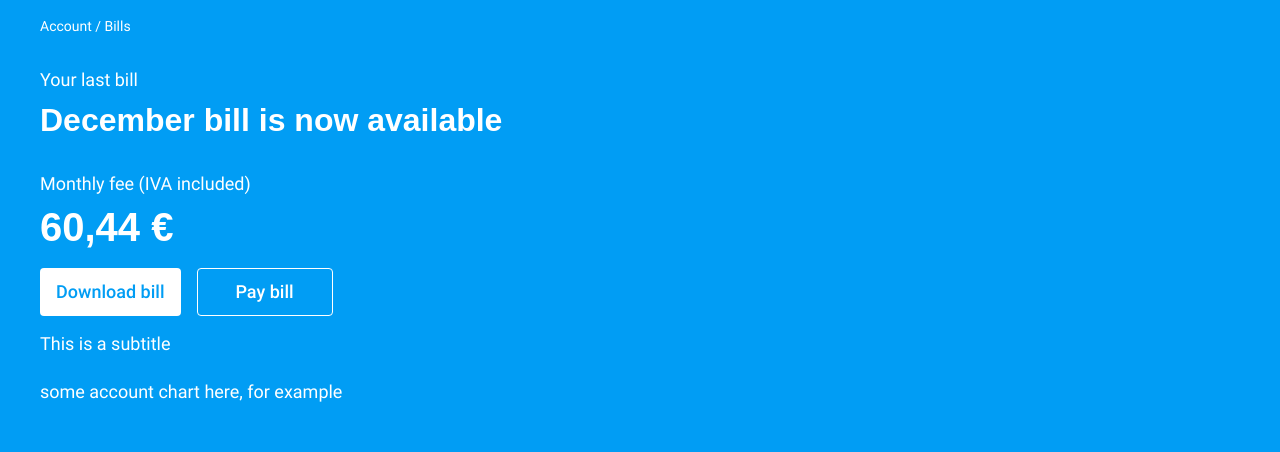 Account / Bills
Your last bill
December bill is now available
Monthly fee (IVA included)
60,44 €
Download bill
Pay bill
This is a subtitle
some account chart here, for example